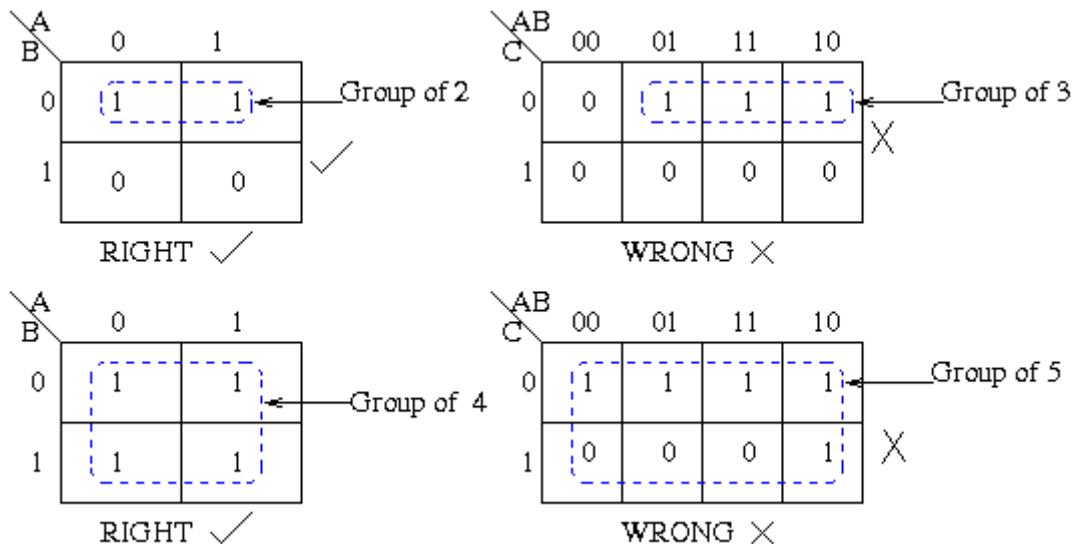 A
B
0 1
0 1 1
1 0 0
Group of 2
RIGHT
AB
C
00 01 11 10
0 0 1 1 1
1 0 0 0 0
Group of 3
X
WRONG X
A
B
0 1
0 1 1
1 1 1
Group of 4
RIGHT
AB
C
00 01 11 10
0 1 1 1 1
1 0 0 0 1
Group of 5
X
WRONG X